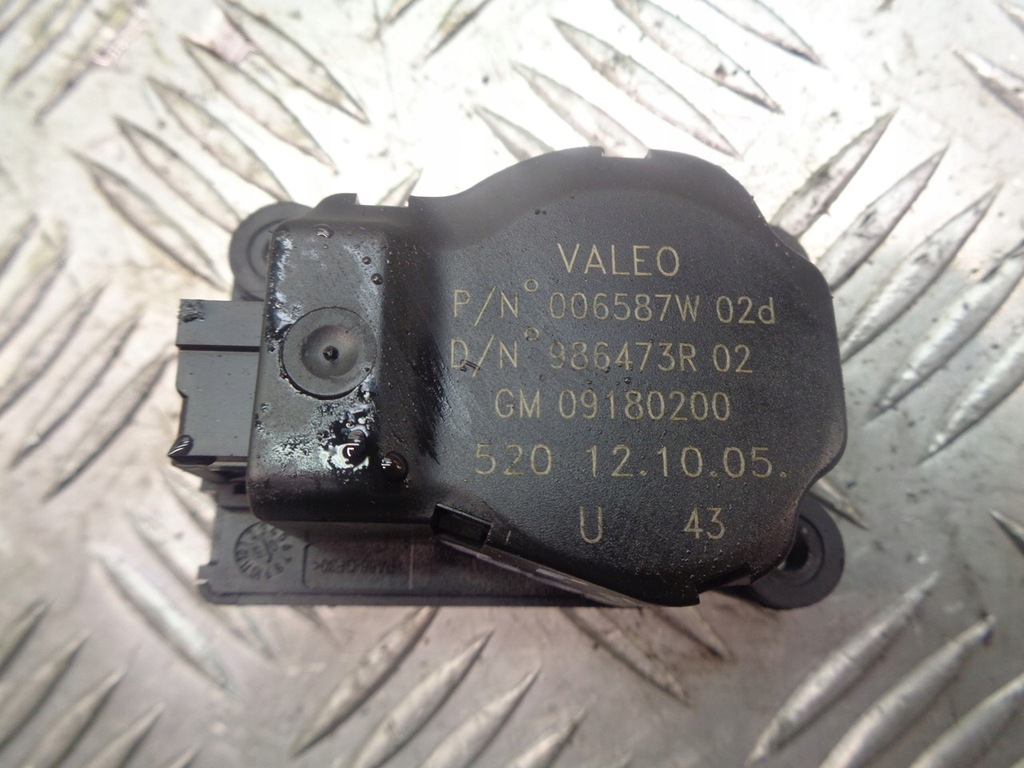 VALEO
P/N° 006587W 02d
D/N° 986473R 02
GM 09180200
520 12.10.05.
U 43